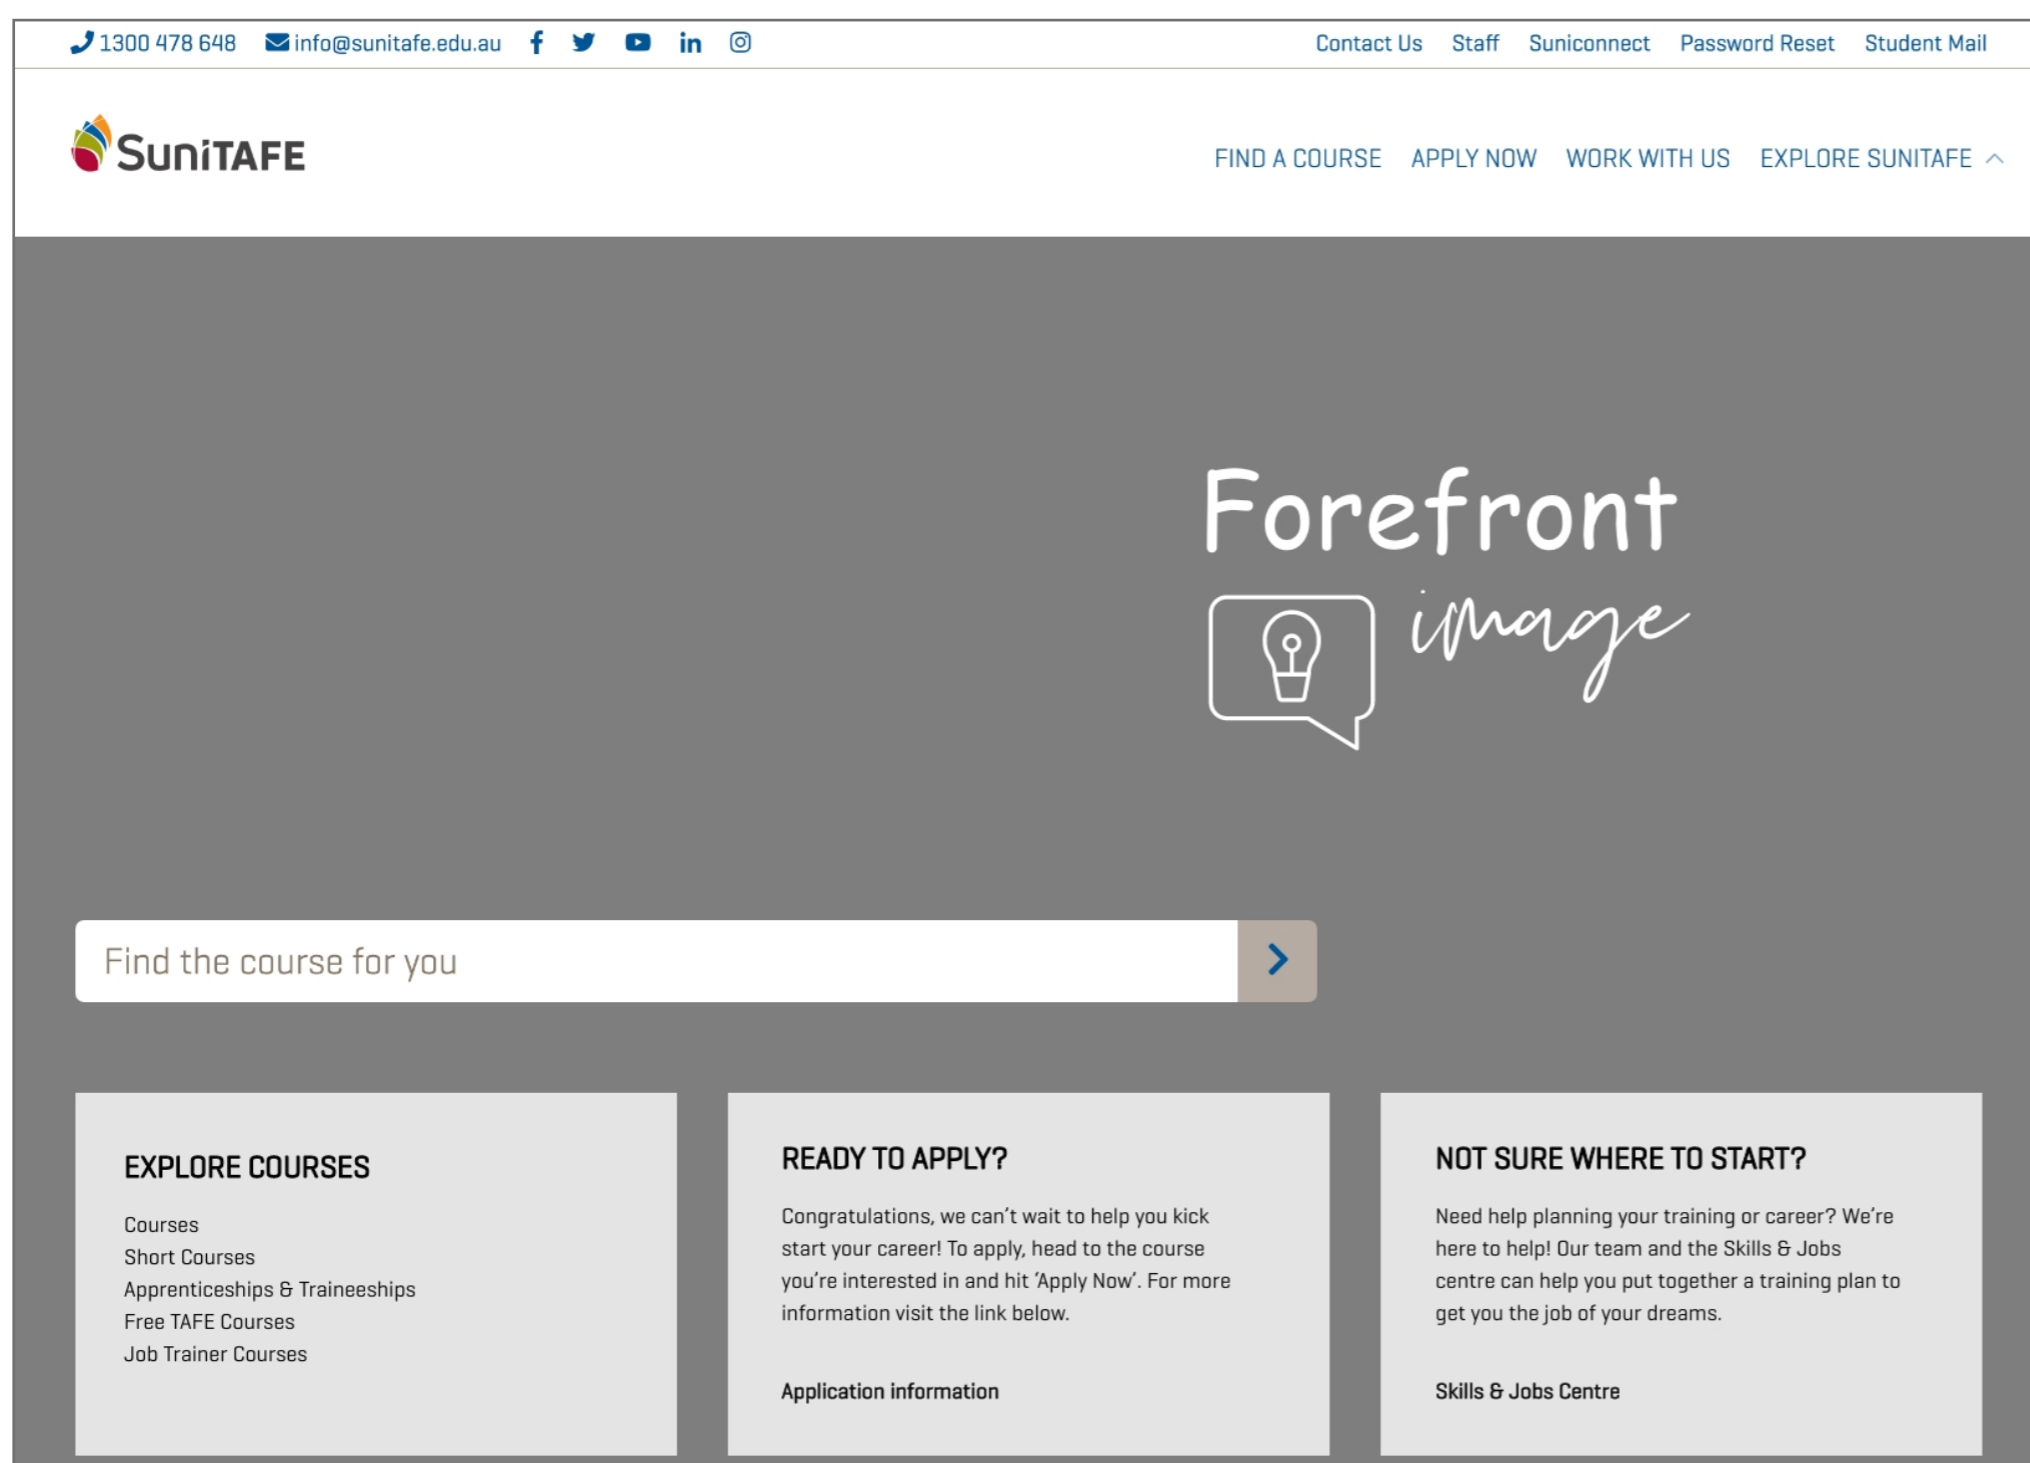 1300 478 648 info@sunitafe.edu.au Contact Us Staff Suniconnect Password Reset Student Mail
SuniTAFE
FIND A COURSE APPLY NOW WORK WITH US EXPLORE SUNITAFE
Forefront
image
Find the course for you
EXPLORE COURSES
Courses
Short Courses
Apprenticeships & Traineeships
Free TAFE Courses
Job Trainer Courses
READY TO APPLY?
Congratulations, we can't wait to help you kick
start your career! To apply, head to the course
you're interested in and hit 'Apply Now'. For more
information visit the link below.
Application information
NOT SURE WHERE TO START?
Need help planning your training or career? We're
here to help! Our team and the Skills & Jobs
centre can help you put together a training plan to
get you the job of your dreams.
Skills & Jobs Centre